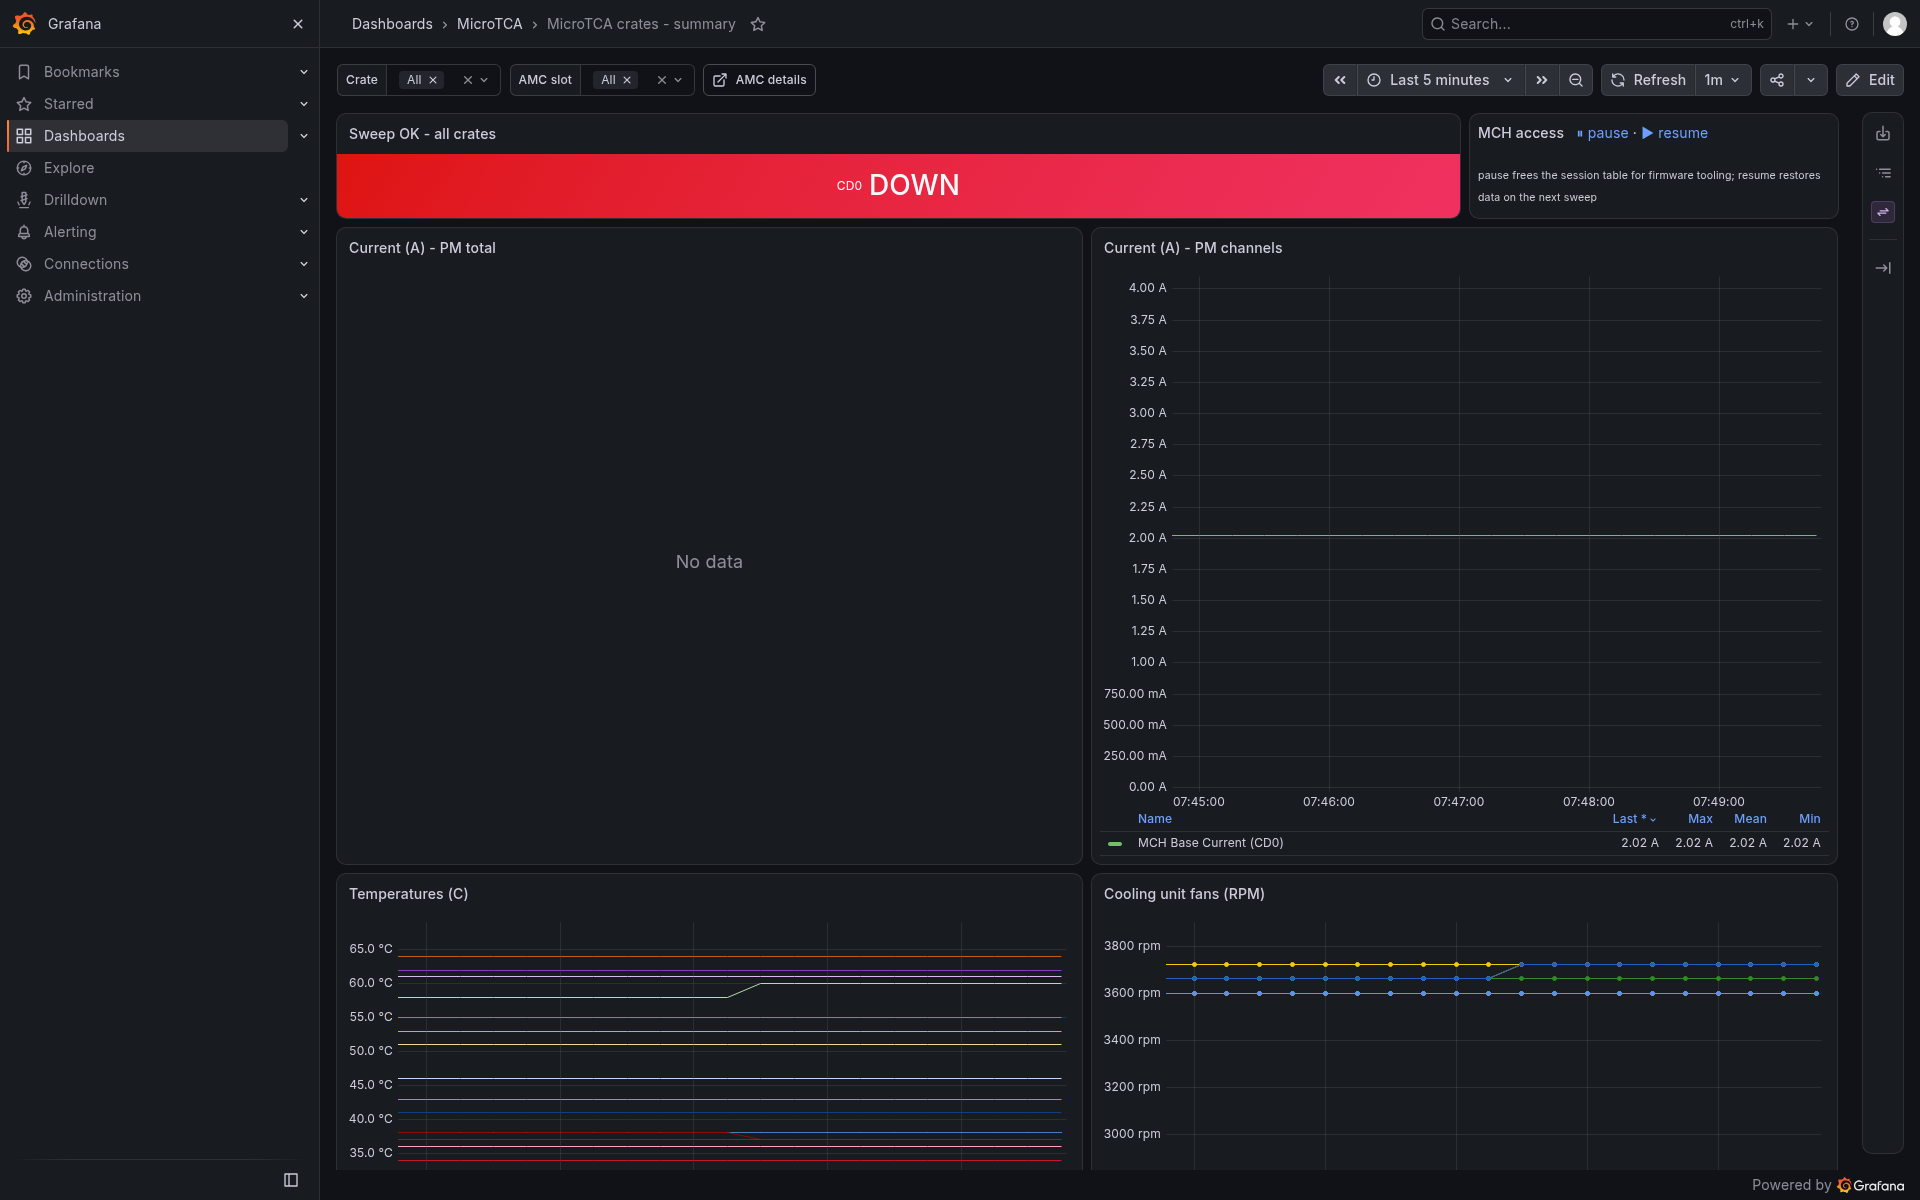 Grafana
Dashboards › MicroTCA › MicroTCA crates - summary
Search... ctrl+k
Bookmarks
Starred
Dashboards
Explore
Drilldown
Alerting
Connections
Administration
Crate All
AMC slot All
AMC details
Last 5 minutes
Refresh 1m
Edit
Sweep OK - all crates
CD0 DOWN
MCH access pause · resume
pause frees the session table for firmware tooling; resume restores
data on the next sweep
Current (A) - PM total
No data
Current (A) - PM channels
4.00 A
3.75 A
3.50 A
3.25 A
3.00 A
2.75 A
2.50 A
2.25 A
2.00 A
1.75 A
1.50 A
1.25 A
1.00 A
750.00 mA
500.00 mA
250.00 mA
0.00 A
07:45:00 07:46:00 07:47:00 07:48:00 07:49:00
Name Last * Max Mean Min
MCH Base Current (CD0) 2.02 A 2.02 A 2.02 A 2.02 A
Temperatures (C)
65.0 °C
60.0 °C
55.0 °C
50.0 °C
45.0 °C
40.0 °C
35.0 °C
Cooling unit fans (RPM)
3800 rpm
3600 rpm
3400 rpm
3200 rpm
3000 rpm
Powered by Grafana